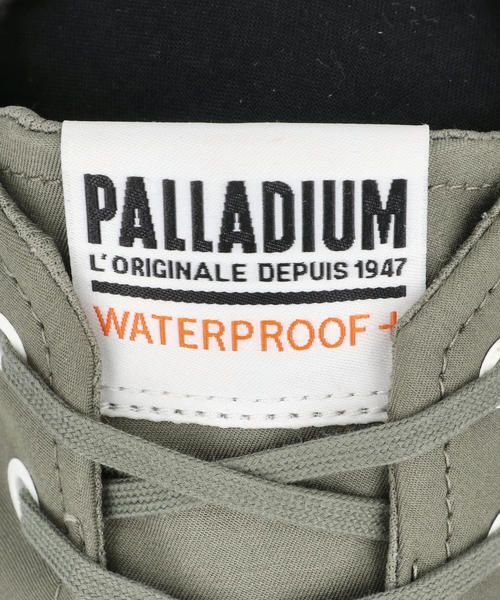 PALLADIUM
L'ORIGINALE DEPUIS 1947
WATERPROOF +